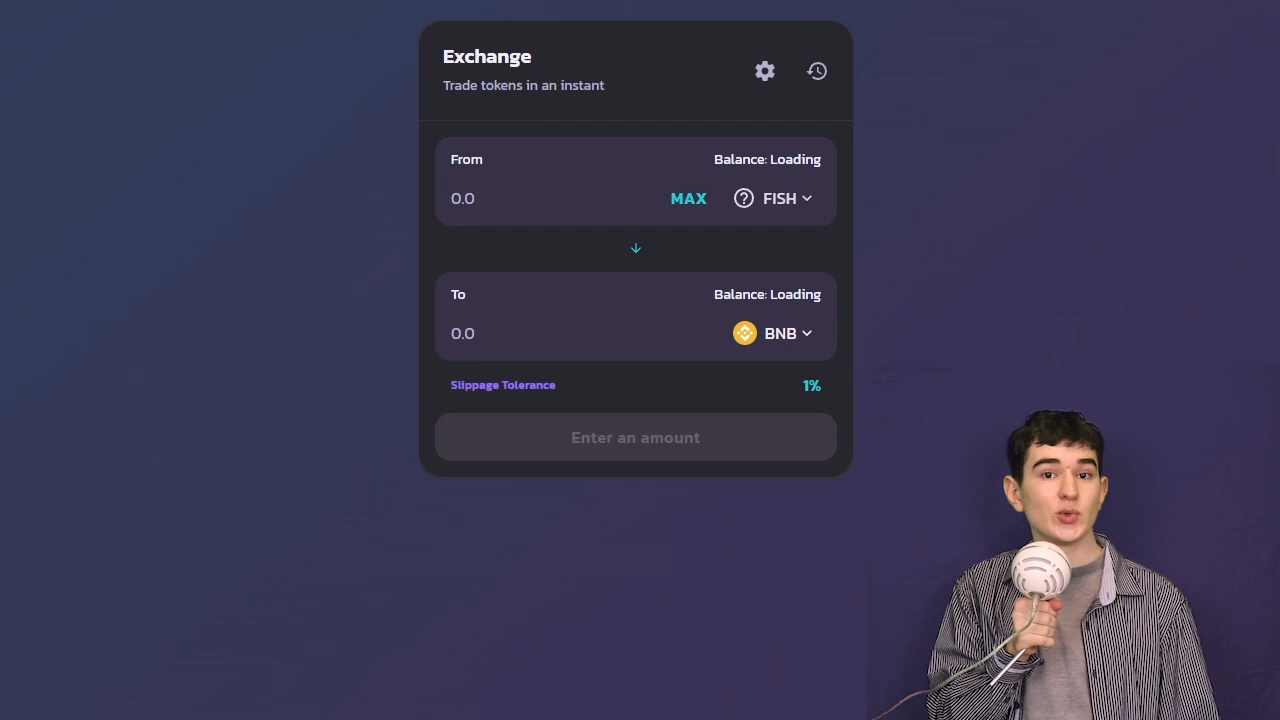 Exchange
Trade tokens in an instant
From
Balance: Loading
0.0
MAX
FISH
To
Balance: Loading
0.0
BNB
Slippage Tolerance
1%
Enter an amount